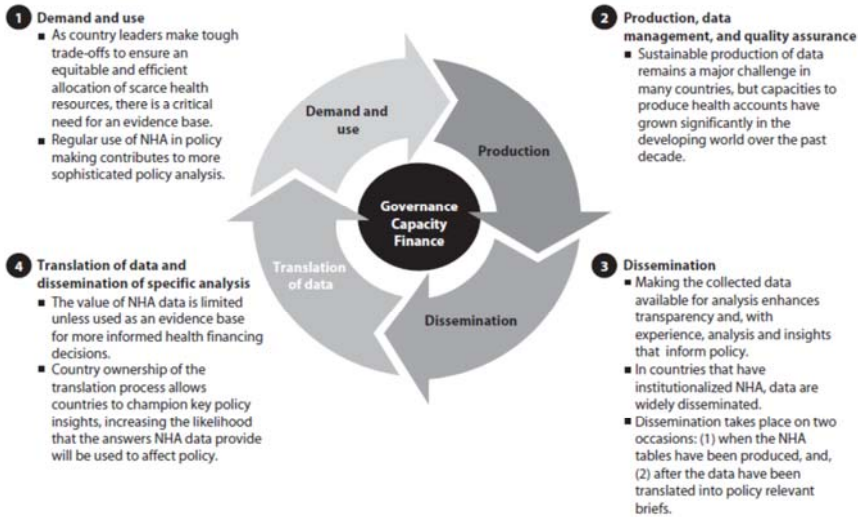 1 Demand and use
■ As country leaders make tough
trade-offs to ensure an
equitable and efficient
allocation of scarce health
resources, there is a critical
need for an evidence base.
■ Regular use of NHA in policy
making contributes to more
sophisticated policy analysis.
2 Production, data
management, and quality assurance
■ Sustainable production of data
remains a major challenge in
many countries, but capacities to
produce health accounts have
grown significantly in the
developing world over the past
decade.
Demand and
use
Production
Governance
Capacity
Finance
Translation
of data
Dissemination
4 Translation of data and
dissemination of specific analysis
■ The value of NHA data is limited
unless used as an evidence base
for more informed health financing
decisions.
■ Country ownership of the
translation process allows
countries to champion key policy
insights, increasing the likelihood
that the answers NHA data provide
will be used to affect policy.
3 Dissemination
■ Making the collected data
available for analysis enhances
transparency and, with
experience, analysis and insights
that inform policy.
■ In countries that have
institutionalized NHA, data are
widely disseminated.
■ Dissemination takes place on two
occasions: (1) when the NHA
tables have been produced, and,
(2) after the data have been
translated into policy relevant
briefs.